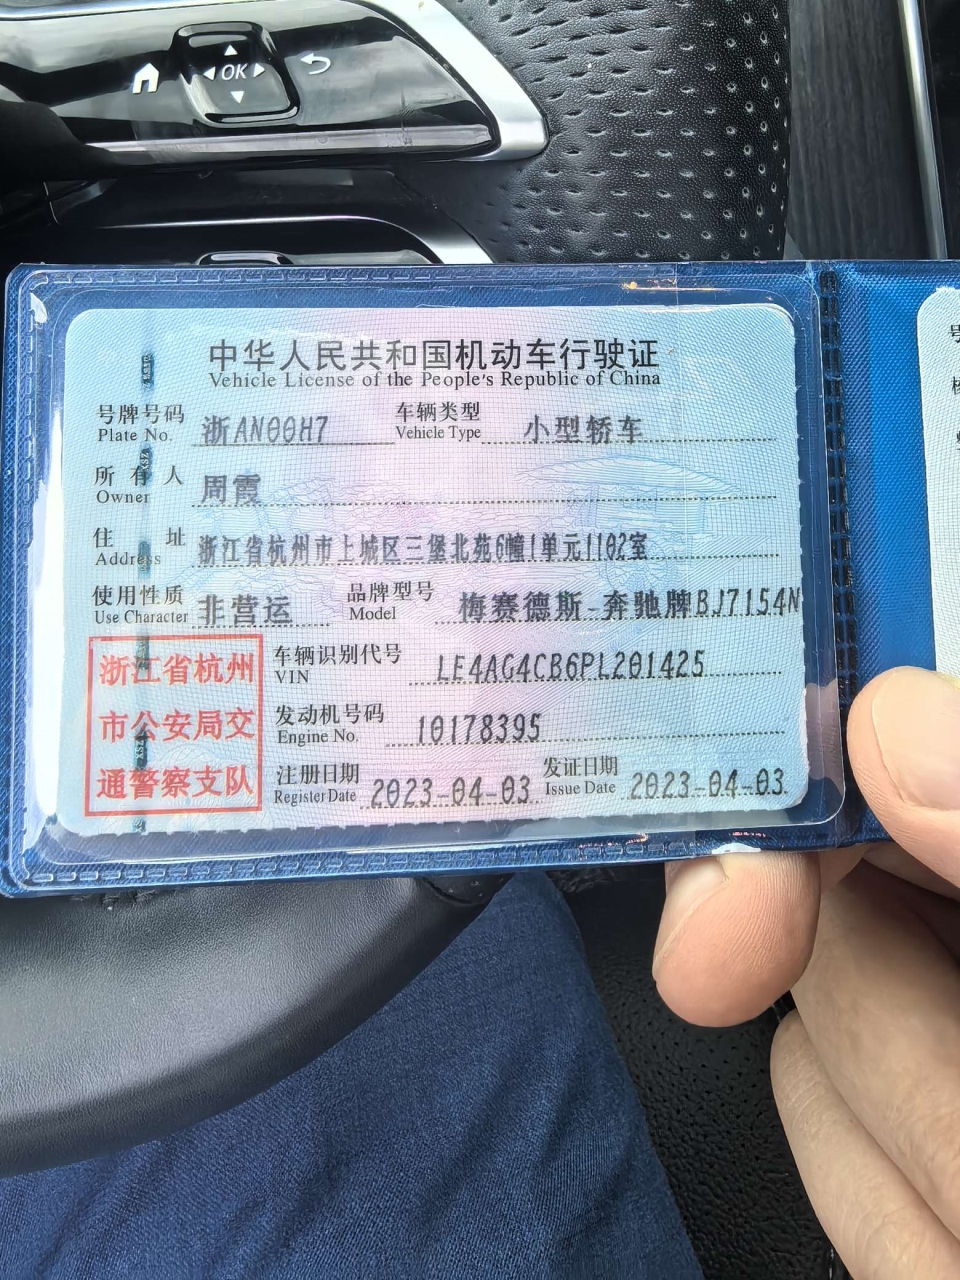 OK
中华人民共和国机动车行驶证
Vehicle License of the People's Republic of China
号牌号码 浙AN00H7 车辆类型 小型轿车
Plate No. Vehicle Type
所有人 周霞
Owner
住址 浙江省杭州市上城区三堡北苑6幢1单元1102室
Address
使用性质 非营运 品牌型号 梅赛德斯-奔驰牌BJ7154N
Use Character Model
浙江省杭州
市公安局交
通警察支队
车辆识别代号 LE4AG4CB6PL201425
VIN
发动机号码 10178395
Engine No.
注册日期 2023-04-03 发证日期 2023-04-03
Register Date Issue Date
号